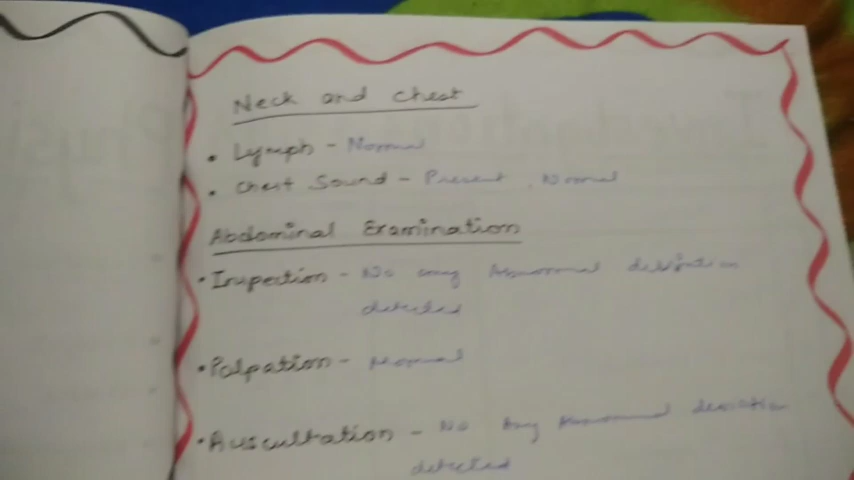 Neck and Chest
• Lymph - Normal
• Chest Sound - Present, Normal
Abdominal Examination
• Inspection - No any Abnormal deviation
detected
• Palpation - Normal
• Auscultation - No Any Abnormal deviation
detected